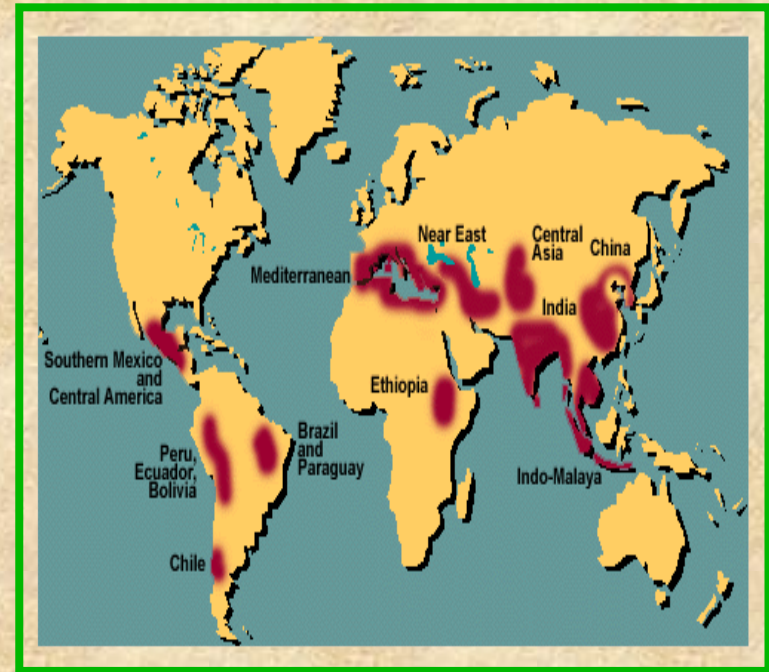 Near East
Central
Asia
China
Mediterranean
India
Southern Mexico
and
Central America
Ethiopia
Brazil
and
Paraguay
Peru,
Ecuador,
Bolivia
Indo-Malaya
Chile